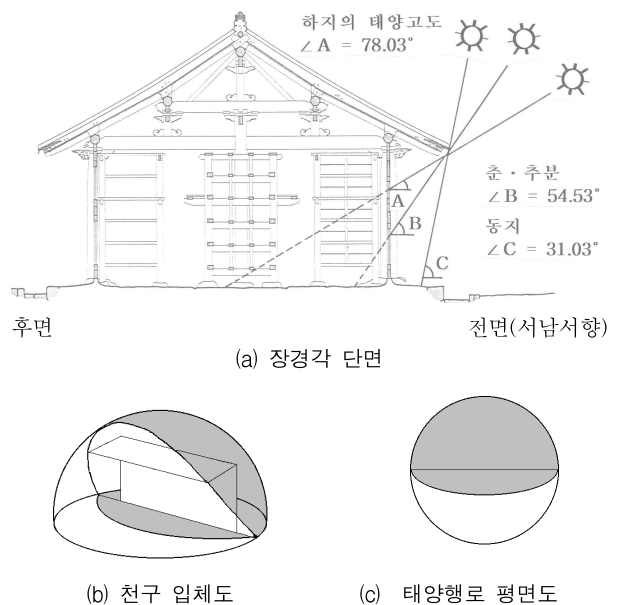 하지의 태양고도
∠A = 78.03°
춘·추분
∠B = 54.53°
동지
∠C = 31.03°
A
B
C
후면
전면(서남서향)
(a) 장경각 단면
(b) 천구 입체도
(c) 태양행로 평면도